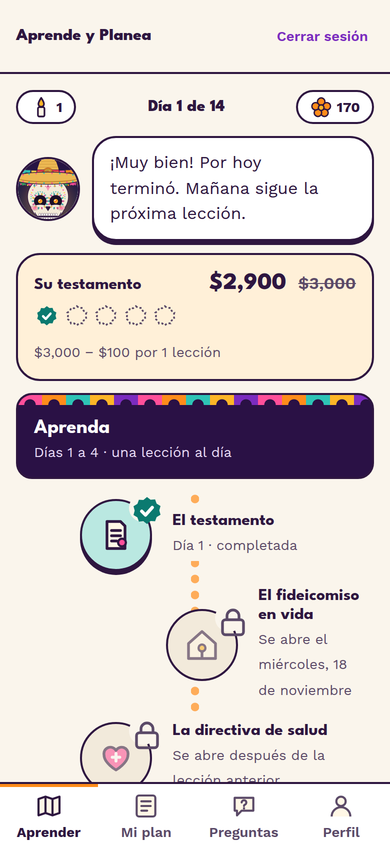 Aprende y Planea
Cerrar sesión
1
Día 1 de 14
170
¡Muy bien! Por hoy
terminó. Mañana sigue la
próxima lección.
Su testamento
$2,900 $3,000
$3,000 – $100 por 1 lección
Aprenda
Días 1 a 4 · una lección al día
El testamento
Día 1 · completada
El fideicomiso
en vida
Se abre el
miércoles, 18
de noviembre
La directiva de salud
Se abre después de la
lección anterior
Aprender
Mi plan
Preguntas
Perfil